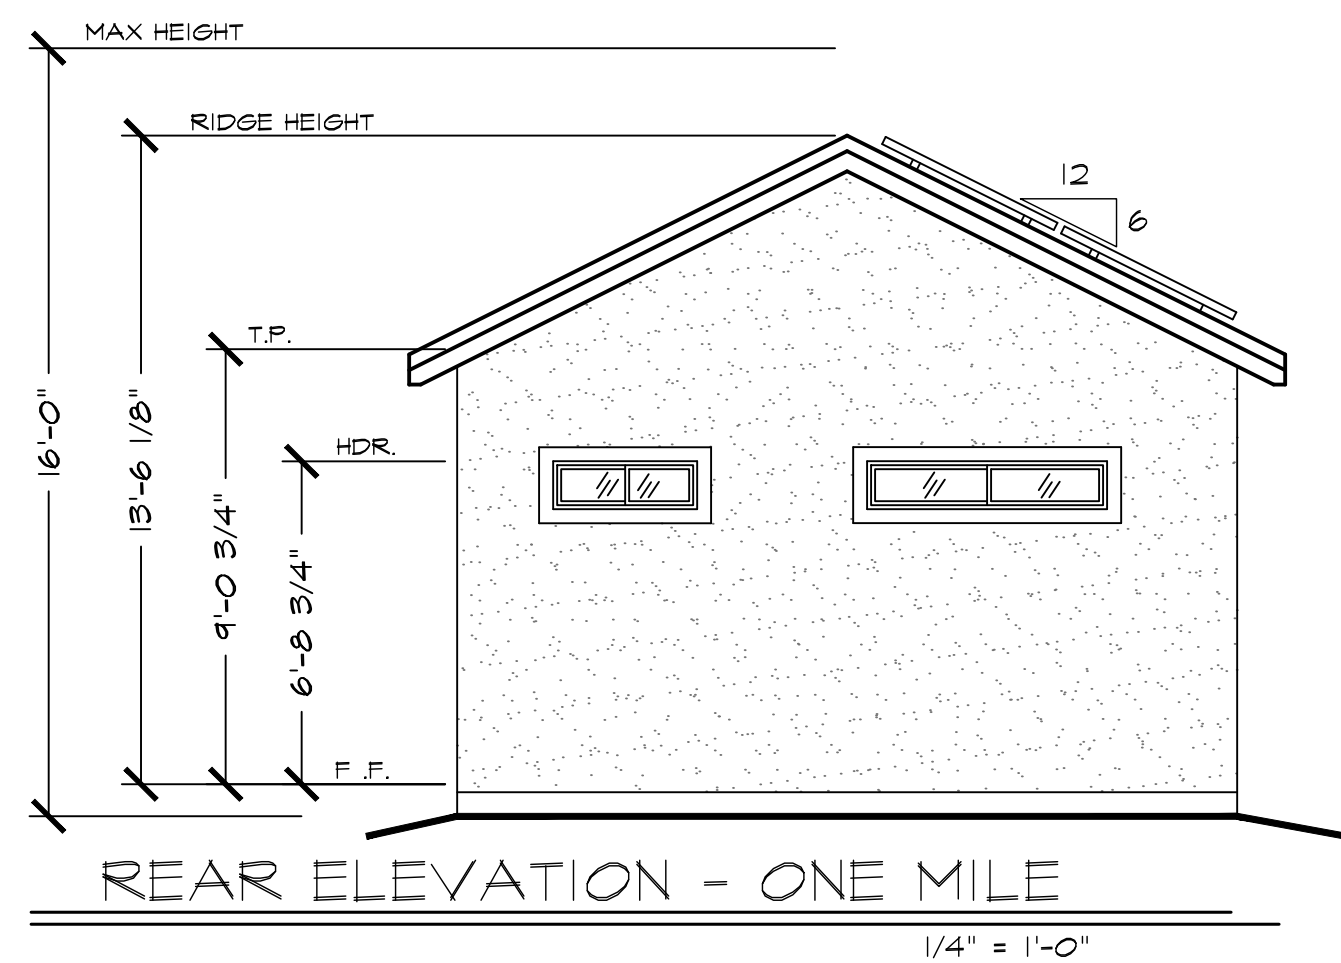 MAX HEIGHT
RIDGE HEIGHT
12
6
T.P.
16'-0"
13'-6 1/8"
HDR.
9'-0 3/4"
6'-8 3/4"
F .F.
REAR ELEVATION - ONE MILE
1/4" = 1'-0"